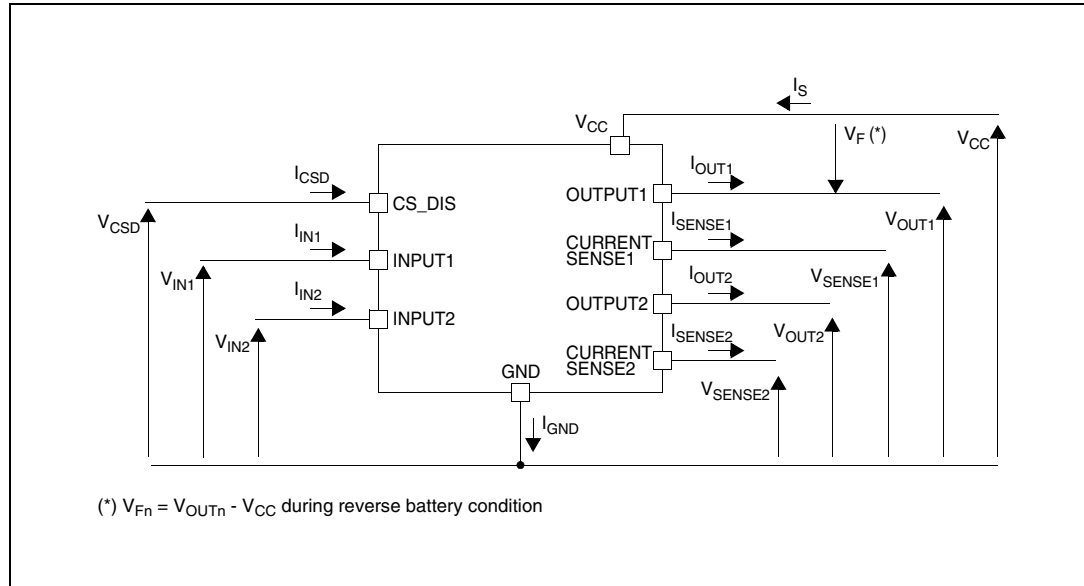 I_S
V_CC
V_F (*)
V_CC
I_CSD
I_OUT1
CS_DIS
OUTPUT1
V_CSD
V_OUT1
I_IN1
I_SENSE1
CURRENT
SENSE1
INPUT1
V_IN1
V_SENSE1
I_IN2
I_OUT2
OUTPUT2
INPUT2
V_IN2
V_OUT2
I_SENSE2
CURRENT
SENSE2
GND
V_SENSE2
I_GND
(*) V_Fn = V_OUTn - V_CC during reverse battery condition